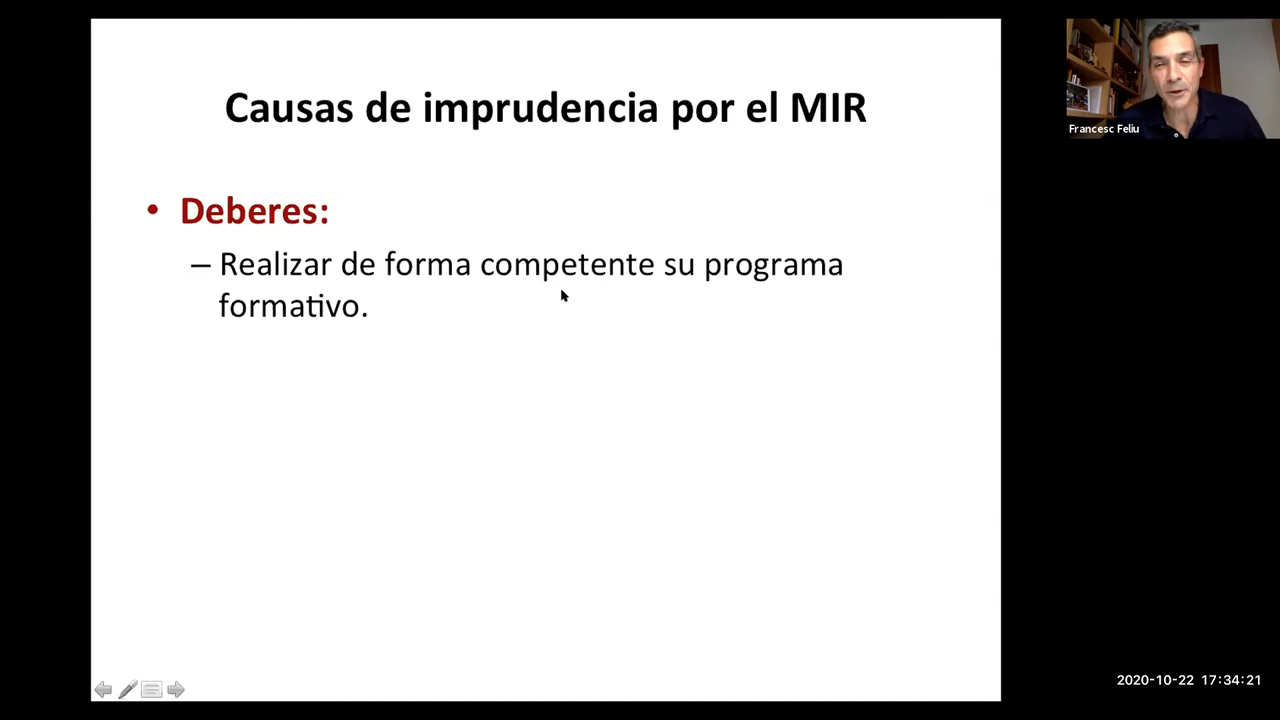 Causas de imprudencia por el MIR
Francesc Feliu
• Deberes:
– Realizar de forma competente su programa
formativo.
2020-10-22 17:34:21